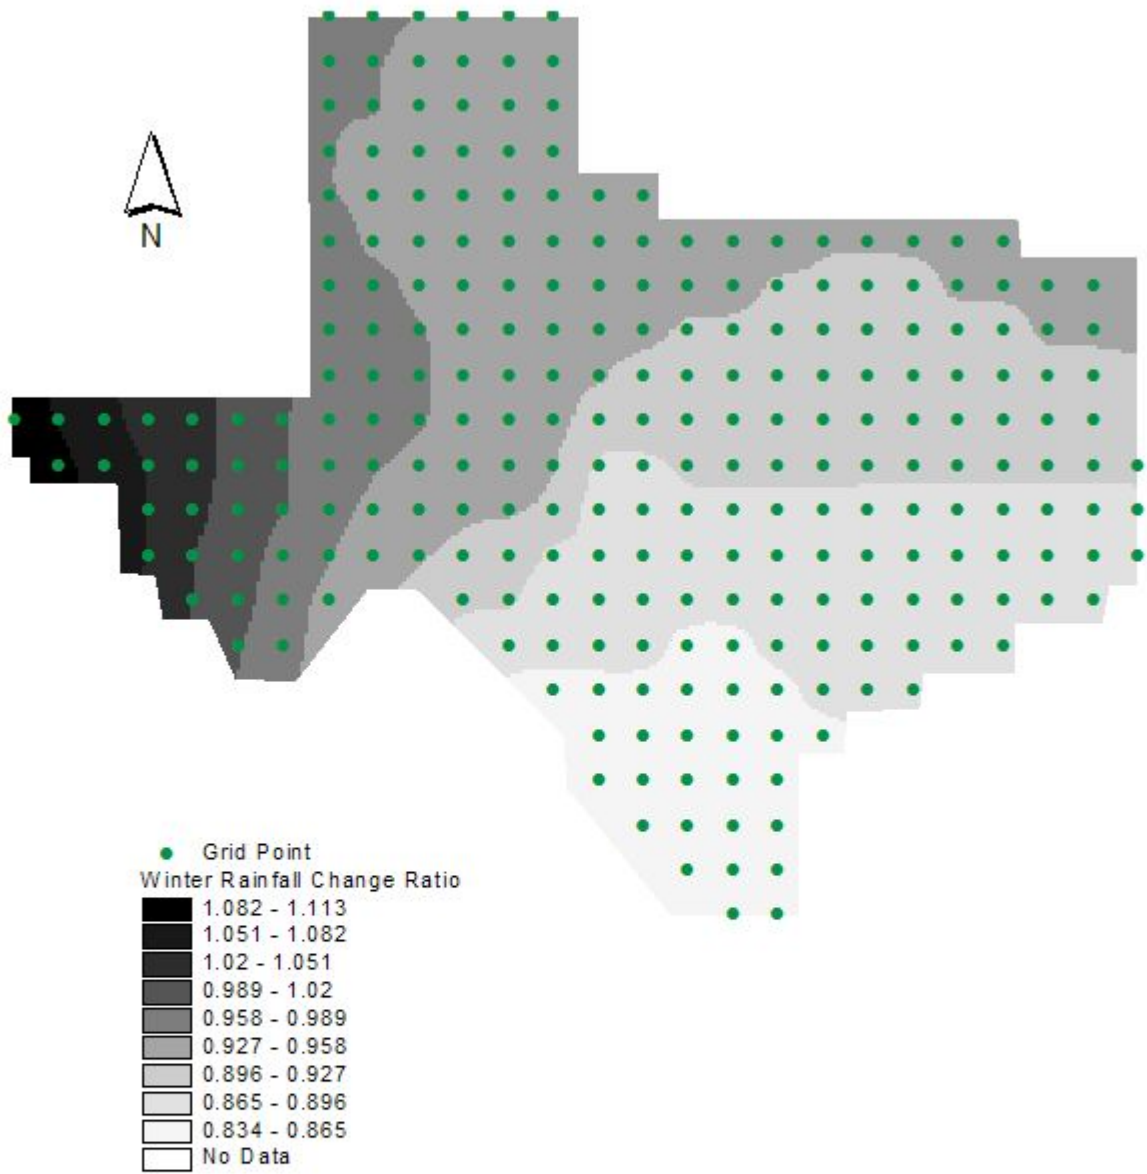 N
Grid Point
Winter Rainfall Change Ratio
1.082 - 1.113
1.051 - 1.082
1.02 - 1.051
0.989 - 1.02
0.958 - 0.989
0.927 - 0.958
0.896 - 0.927
0.865 - 0.896
0.834 - 0.865
No Data